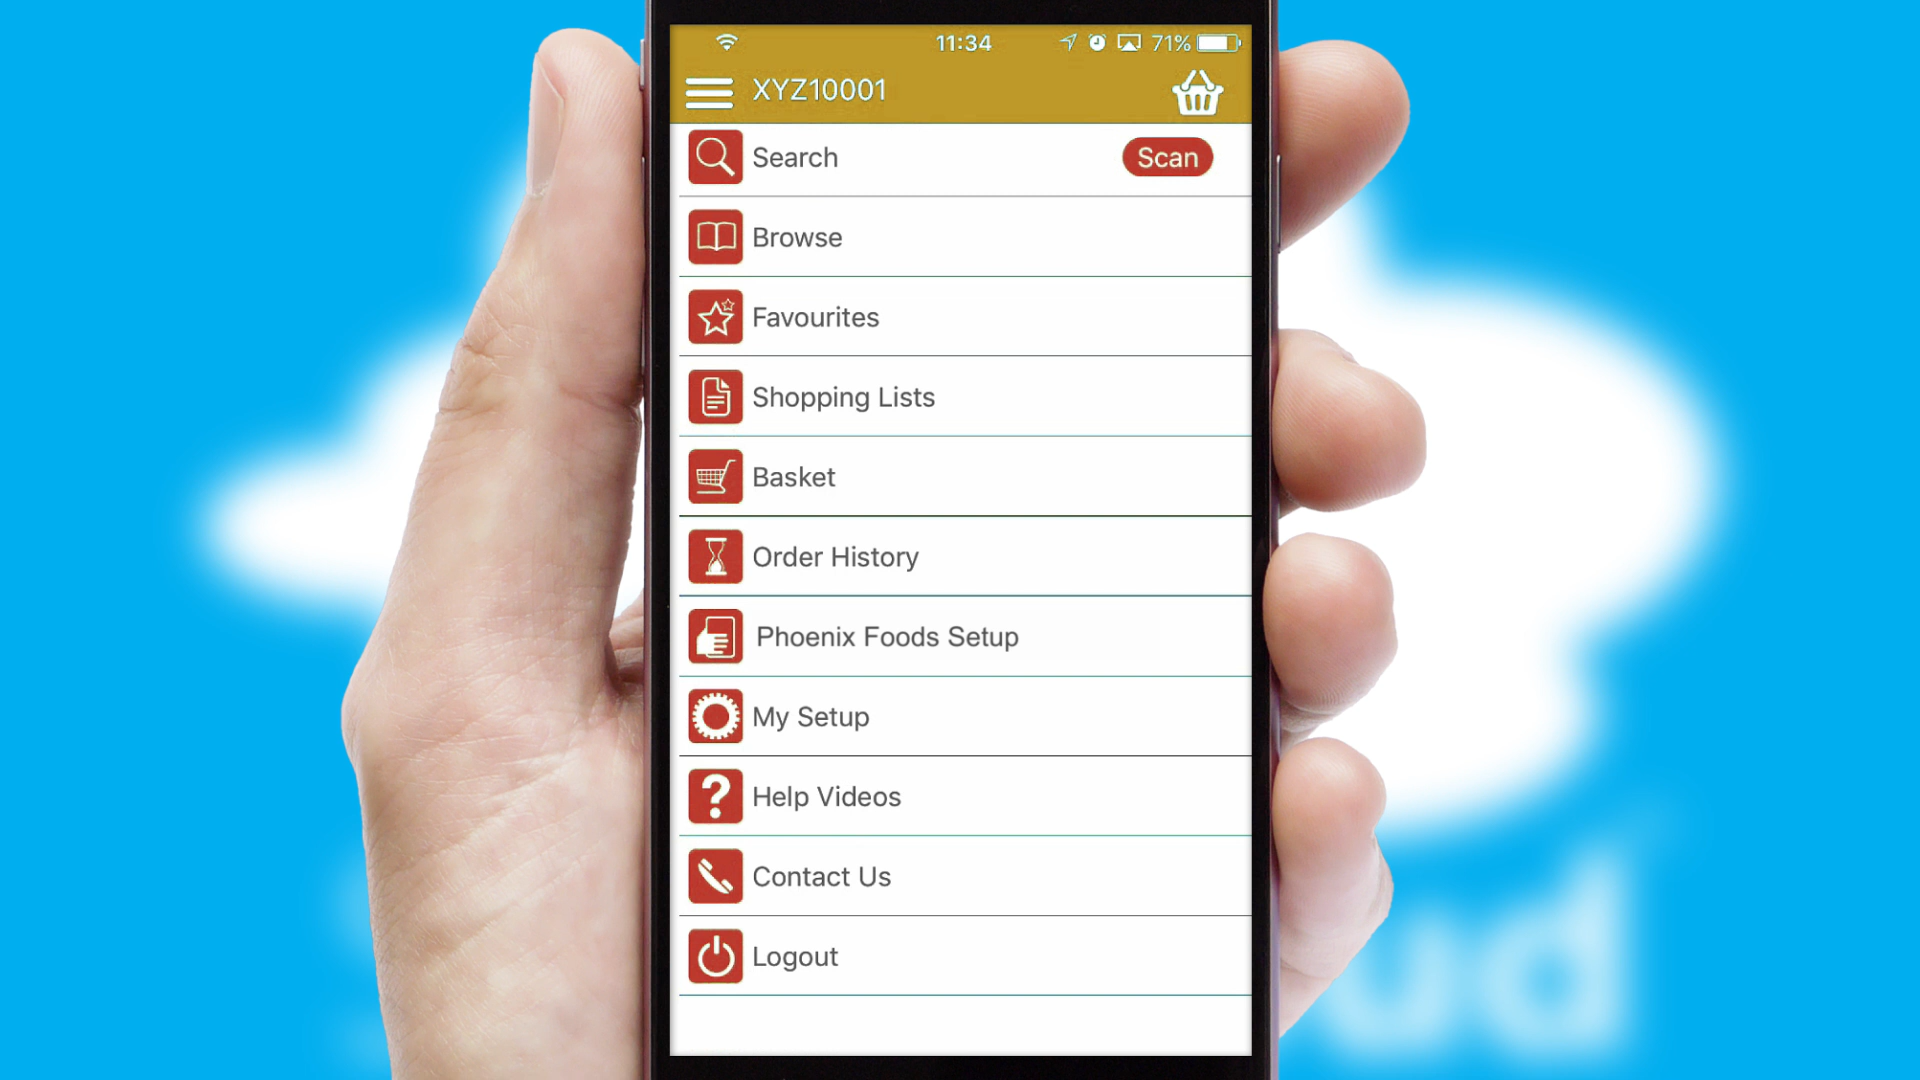 11:34 71%
XYZ10001
Search Scan
Browse
Favourites
Shopping Lists
Basket
Order History
Phoenix Foods Setup
My Setup
Help Videos
Contact Us
Logout